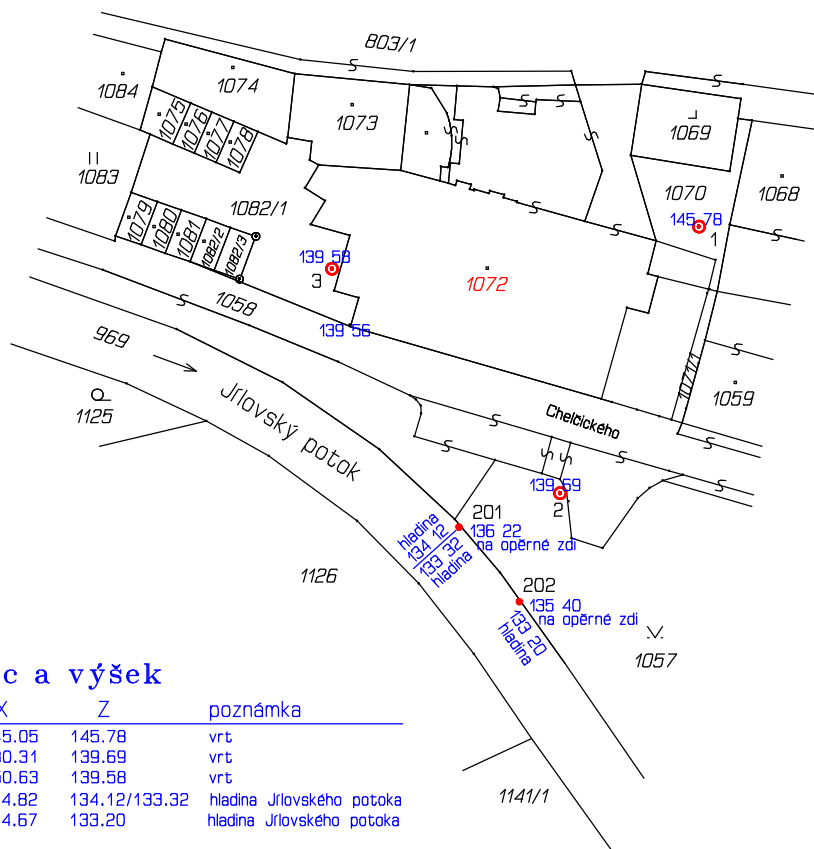 803/1
1084
1074
1075
1076
1077
1078
1073
1069
1083
1070
1068
145 78
1
1079
1080
1081
1082/2
1082/3
1082/1
139 58
3
1072
1058
139 56
969
1071/1
1059
1125
Jílovský potok
Chelčického
139 69
2
201
136 22
na opěrné zdi
hladina
134 12
133 32
hladina
1126
202
135 40
na opěrné zdi
133 20
hladina
1057
c a výšek
X Z poznámka
5.05 145.78 vrt
0.31 139.69 vrt
0.63 139.58 vrt
4.82 134.12/133.32 hladina Jílovského potoka
4.67 133.20 hladina Jílovského potoka
1141/1